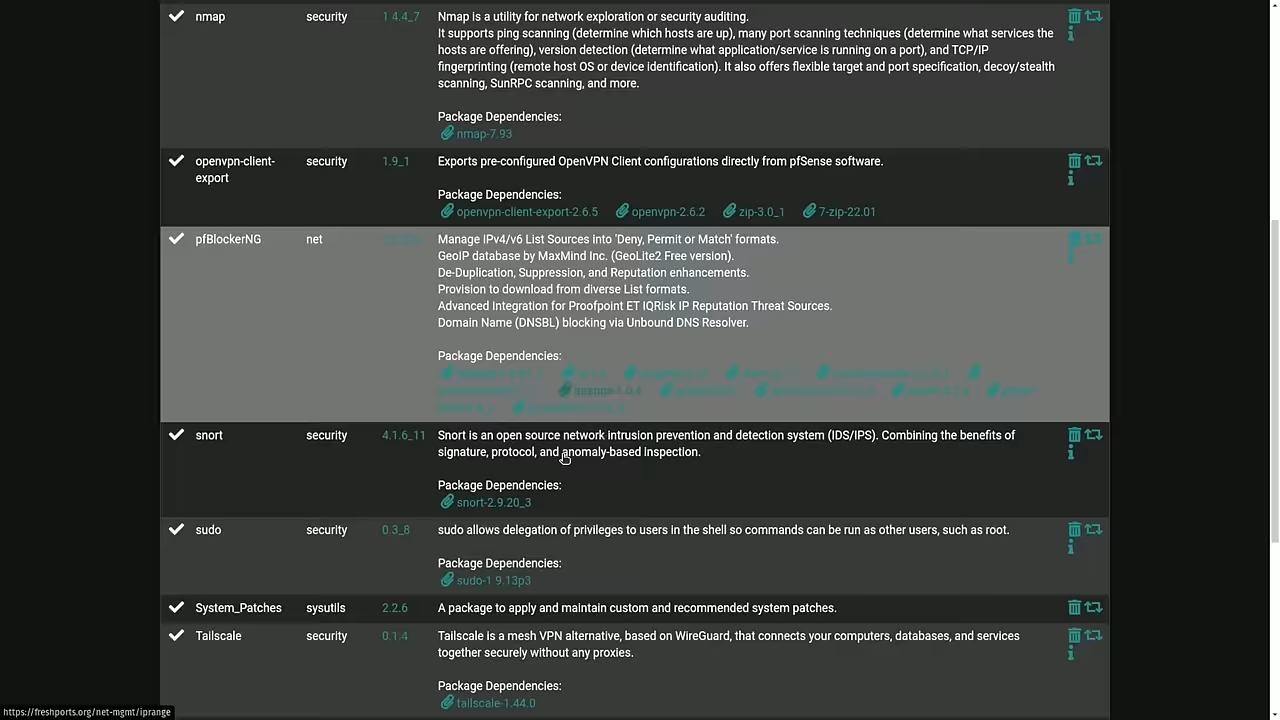 nmap security 1.4.4_7 Nmap is a utility for network exploration or security auditing.
It supports ping scanning (determine which hosts are up), many port scanning techniques (determine what services the
hosts are offering), version detection (determine what application/service is running on a port), and TCP/IP
fingerprinting (remote host OS or device identification). It also offers flexible target and port specification, decoy/stealth
scanning, SunRPC scanning, and more.
Package Dependencies:
nmap-7.93
openvpn-client- security 1.9_1 Exports pre-configured OpenVPN Client configurations directly from pfSense software.
export
Package Dependencies:
openvpn-client-export-2.6.5 openvpn-2.6.2 zip-3.0_1 7-zip-22.01
pfBlockerNG net Manage IPv4/v6 List Sources into 'Deny, Permit or Match' formats.
GeoIP database by MaxMind Inc. (GeoLite2 Free version).
De-Duplication, Suppression, and Reputation enhancements.
Provision to download from diverse List formats.
Advanced Integration for Proofpoint ET IQRisk IP Reputation Threat Sources.
Domain Name (DNSBL) blocking via Unbound DNS Resolver.
Package Dependencies:
iprange-1.0.4
snort security 4.1.6_11 Snort is an open source network intrusion prevention and detection system (IDS/IPS). Combining the benefits of
signature, protocol, and anomaly-based inspection.
Package Dependencies:
snort-2.9.20_3
sudo security 0.3_8 sudo allows delegation of privileges to users in the shell so commands can be run as other users, such as root.
Package Dependencies:
sudo-1.9.13p3
System_Patches sysutils 2.2.6 A package to apply and maintain custom and recommended system patches.
Tailscale security 0.1.4 Tailscale is a mesh VPN alternative, based on WireGuard, that connects your computers, databases, and services
together securely without any proxies.
Package Dependencies:
tailscale-1.44.0
https://freshports.org/net-mgmt/iprange